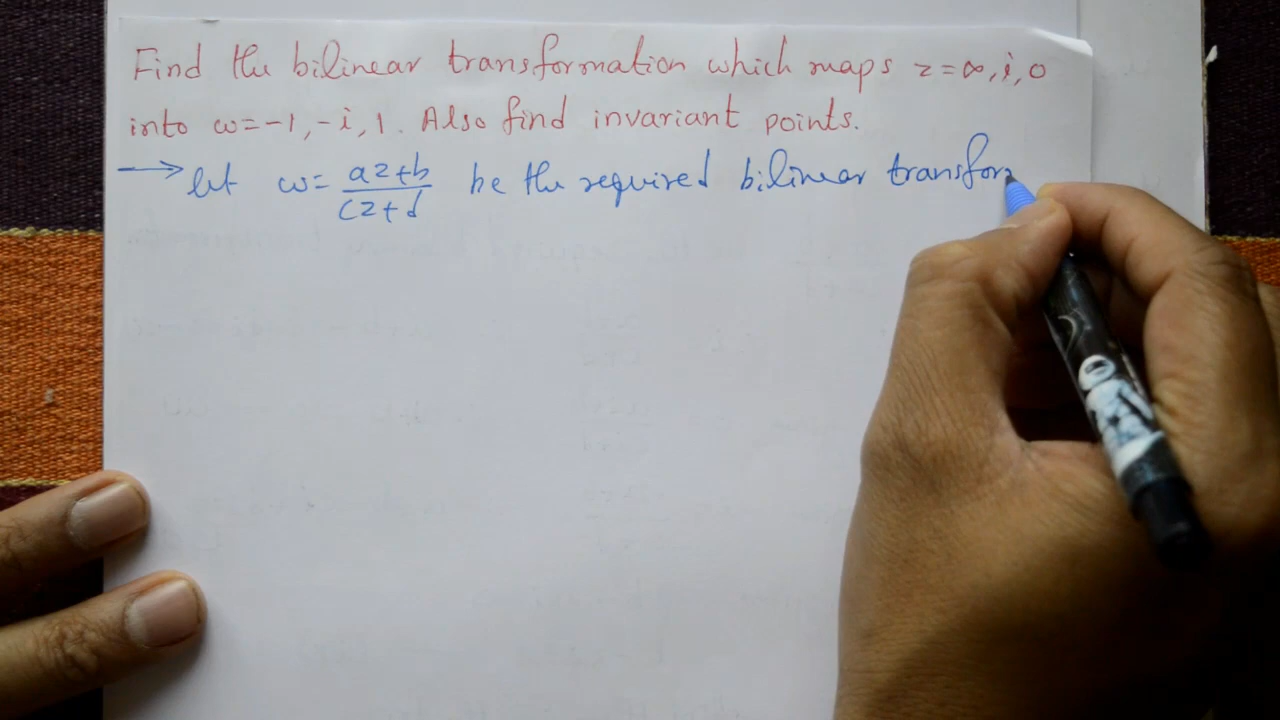 Find the bilinear transformation which maps z=∞,i,0
into ω=-1,-i,1. Also find invariant points.
→ let ω= az+b / cz+d be the required bilinear transfor